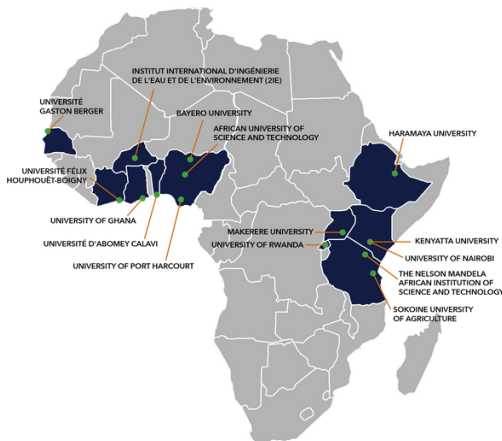 INSTITUT INTERNATIONAL D'INGÉNIERIE
DE L'EAU ET DE L'ENVIRONNEMENT (2IE)
UNIVERSITÉ
GASTON BERGER
BAYERO UNIVERSITY
AFRICAN UNIVERSITY OF
SCIENCE AND TECHNOLOGY
HARAMAYA UNIVERSITY
UNIVERSITÉ FÉLIX
HOUPHOUËT-BOIGNY
UNIVERSITY OF GHANA
UNIVERSITÉ D'ABOMEY CALAVI
UNIVERSITY OF PORT HARCOURT
MAKERERE UNIVERSITY
UNIVERSITY OF RWANDA
KENYATTA UNIVERSITY
UNIVERSITY OF NAIROBI
THE NELSON MANDELA
AFRICAN INSTITUTION OF
SCIENCE AND TECHNOLOGY
SOKOINE UNIVERSITY
OF AGRICULTURE